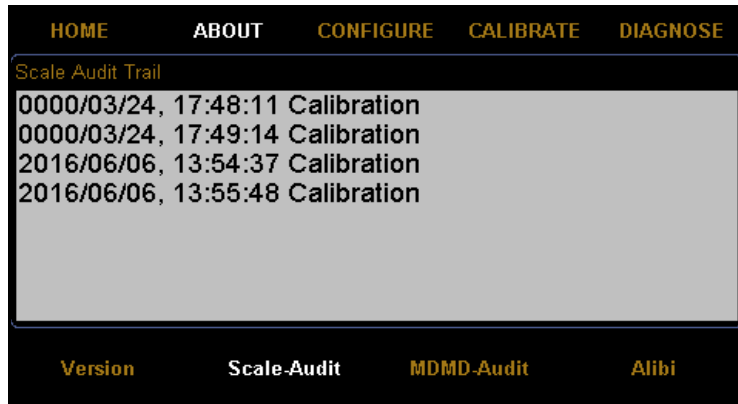 HOME ABOUT CONFIGURE CALIBRATE DIAGNOSE
Scale Audit Trail
0000/03/24, 17:48:11 Calibration
0000/03/24, 17:49:14 Calibration
2016/06/06, 13:54:37 Calibration
2016/06/06, 13:55:48 Calibration
Version Scale-Audit MDMD-Audit Alibi